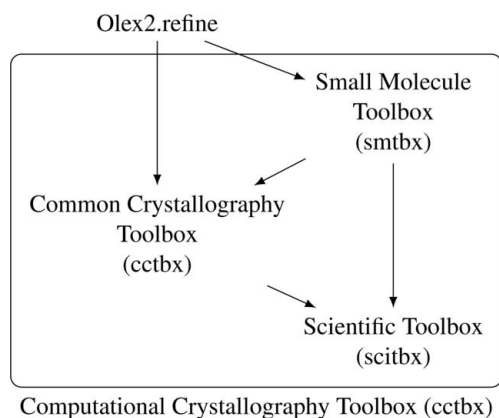 Olex2.refine
Small Molecule
Toolbox
(smtbx)
Common Crystallography
Toolbox
(cctbx)
Scientific Toolbox
(scitbx)
Computational Crystallography Toolbox (cctbx)